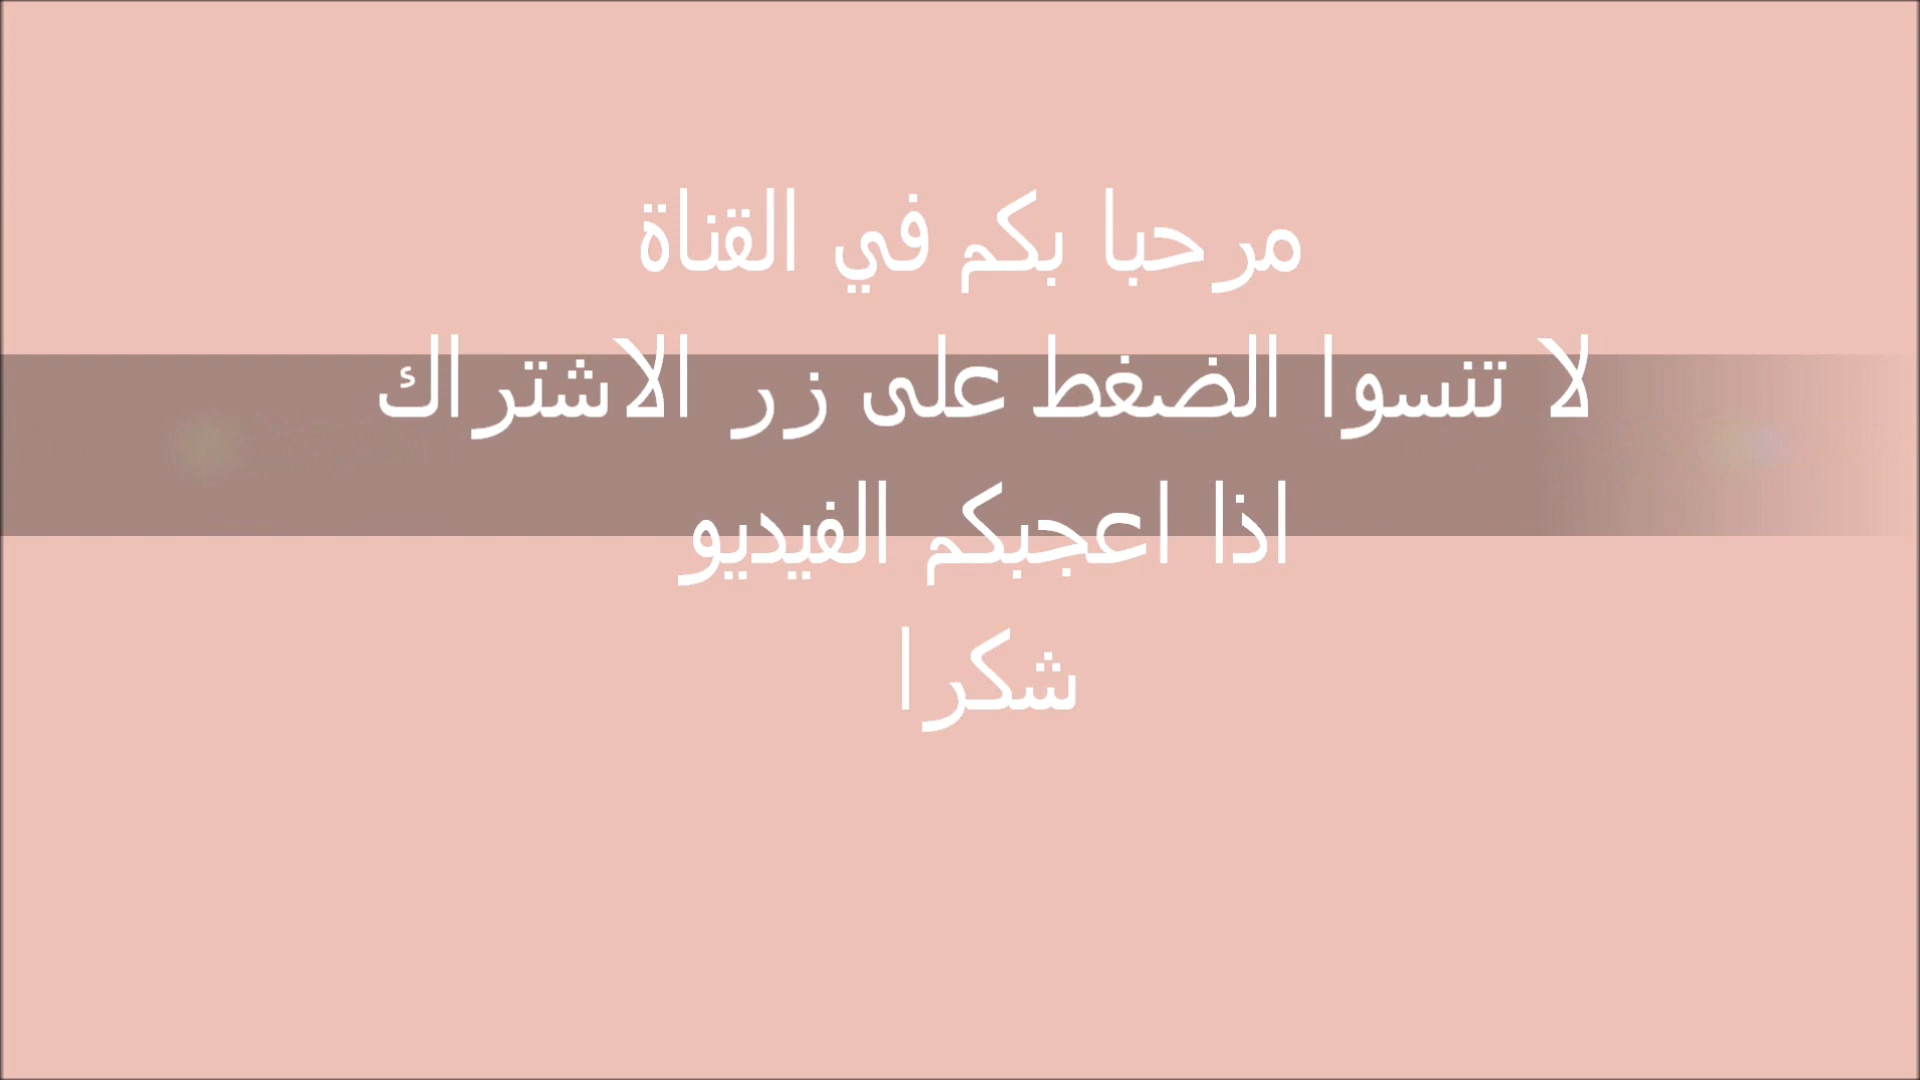 مرحبا بكم في القناة
لا تنسوا الضغط على زر الاشتراك
اذا اعجبكم الفيديو
شكرا